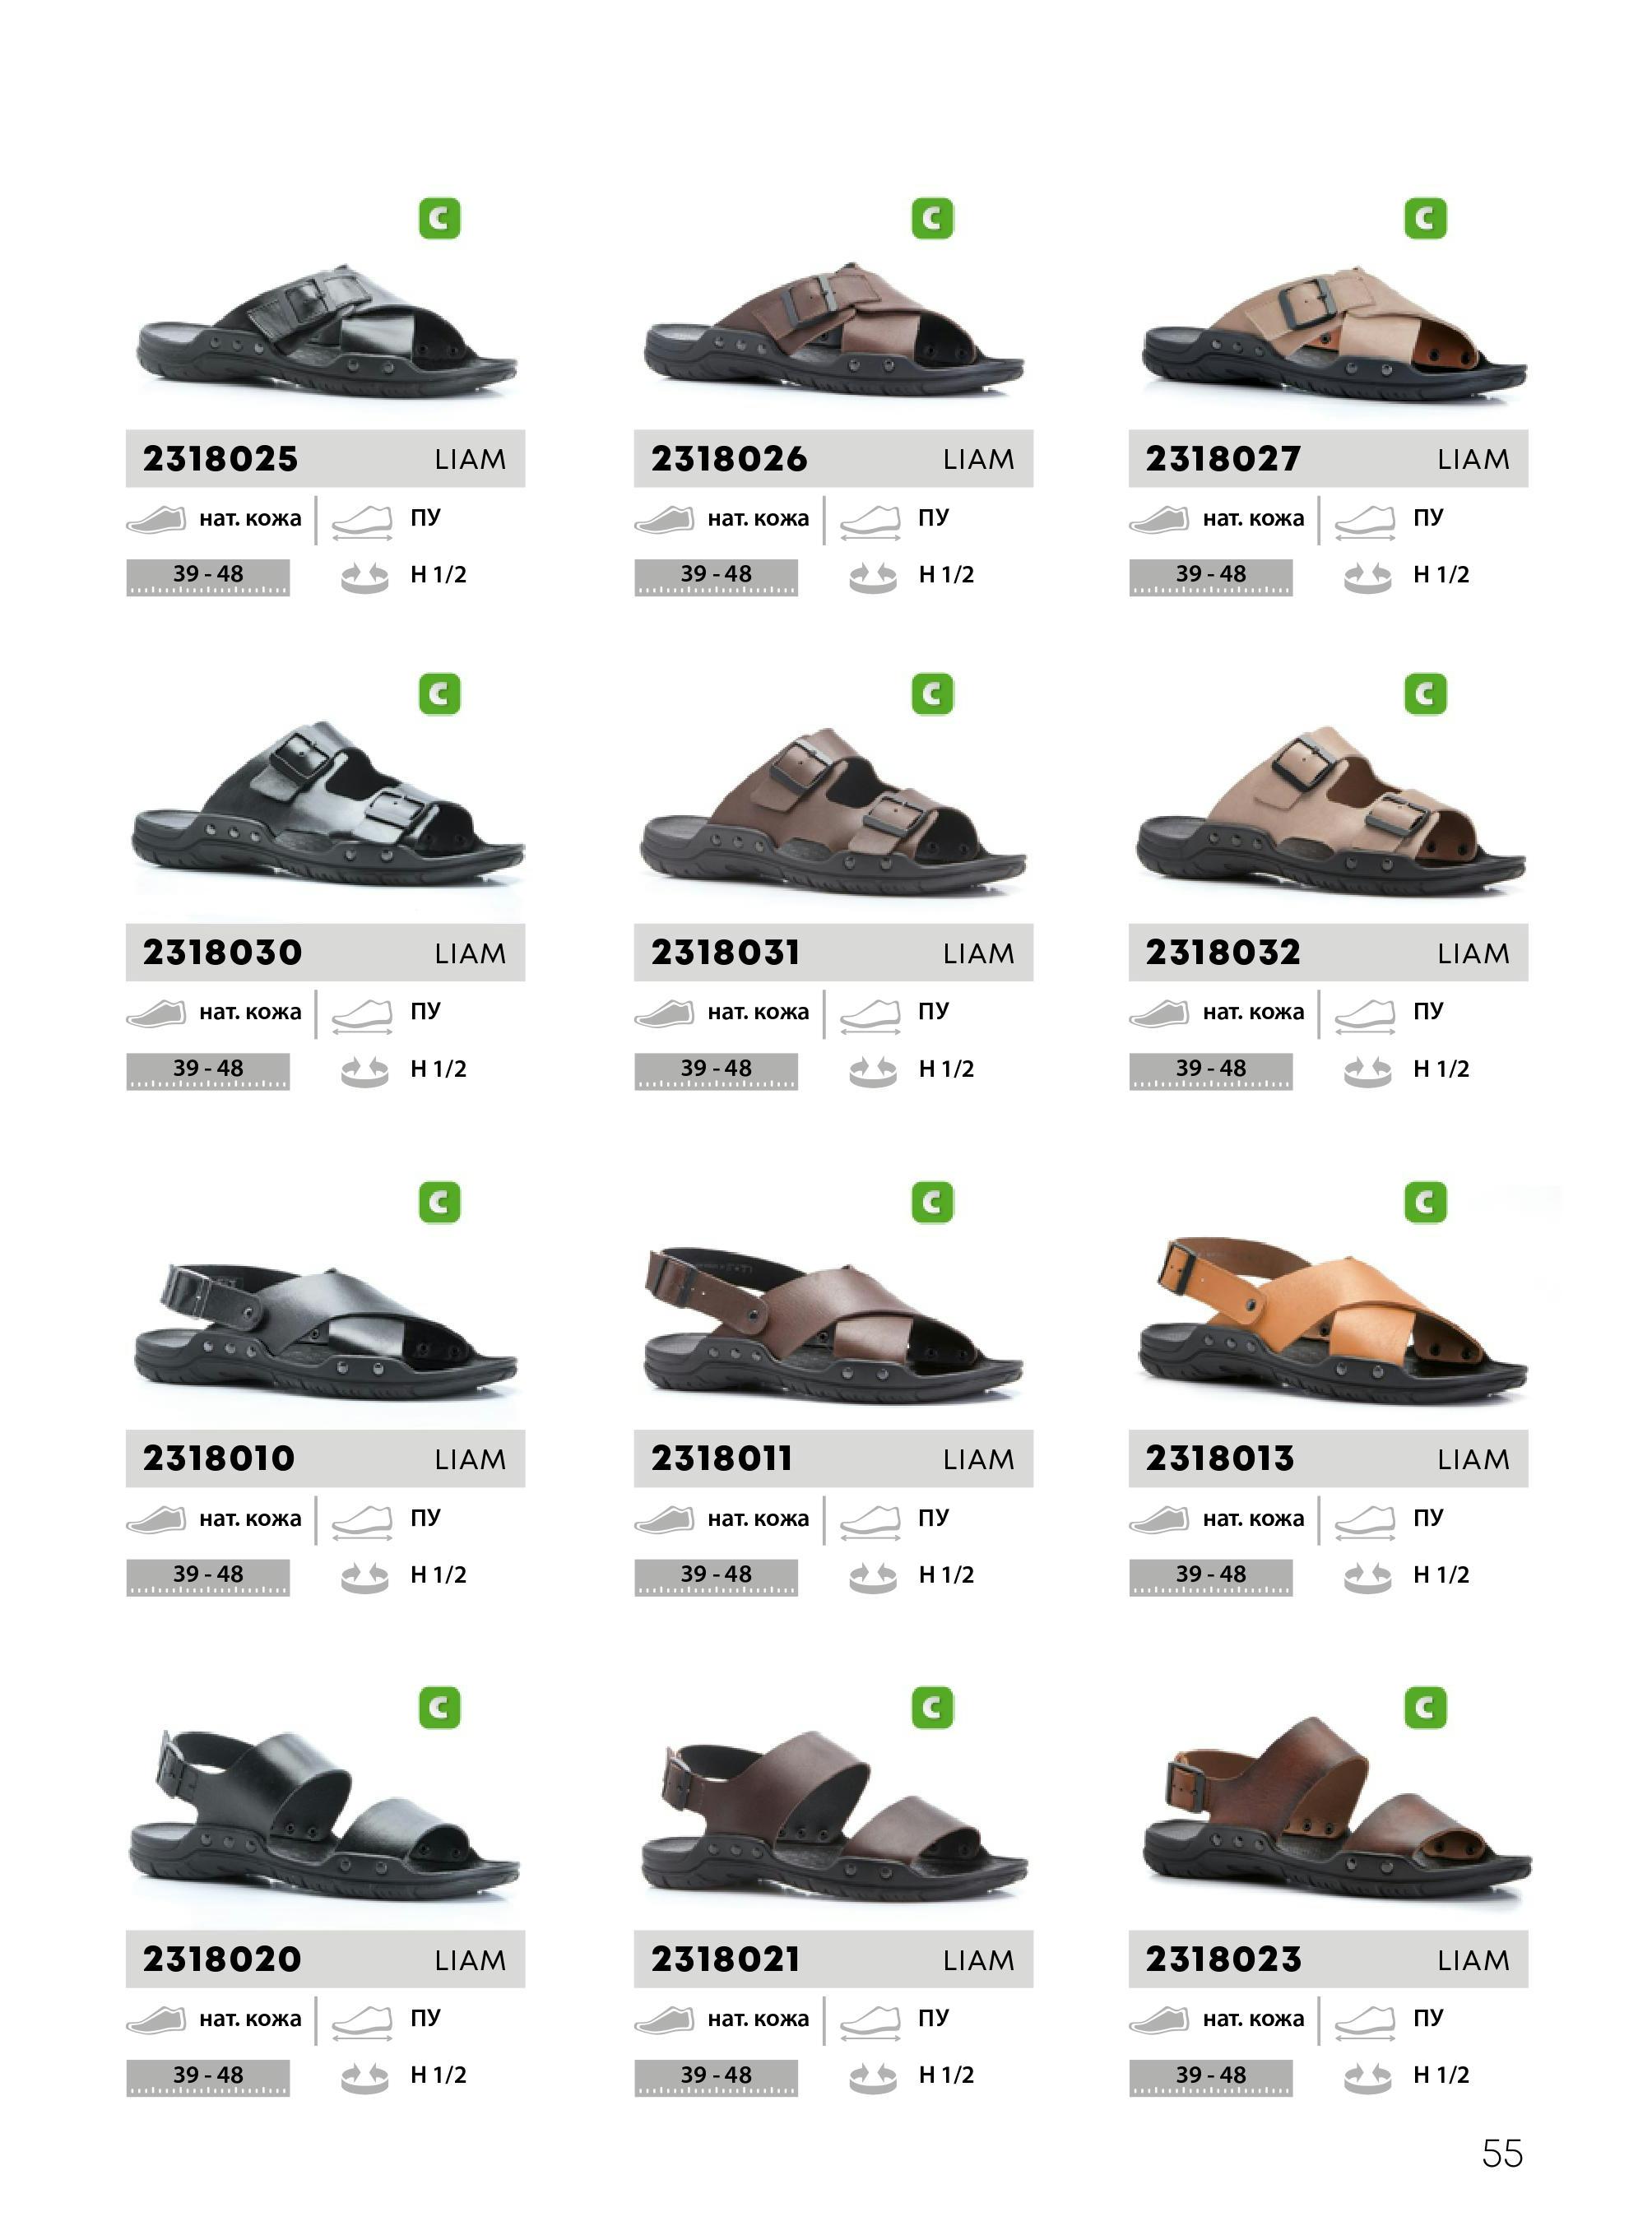 C C C
2318025 LIAM 2318026 LIAM 2318027 LIAM
нат. кожа ПУ нат. кожа ПУ нат. кожа ПУ
39 - 48 H 1/2 39 - 48 H 1/2 39 - 48 H 1/2
C C C
2318030 LIAM 2318031 LIAM 2318032 LIAM
нат. кожа ПУ нат. кожа ПУ нат. кожа ПУ
39 - 48 H 1/2 39 - 48 H 1/2 39 - 48 H 1/2
C C C
2318010 LIAM 2318011 LIAM 2318013 LIAM
нат. кожа ПУ нат. кожа ПУ нат. кожа ПУ
39 - 48 H 1/2 39 - 48 H 1/2 39 - 48 H 1/2
C C C
2318020 LIAM 2318021 LIAM 2318023 LIAM
нат. кожа ПУ нат. кожа ПУ нат. кожа ПУ
39 - 48 H 1/2 39 - 48 H 1/2 39 - 48 H 1/2
55